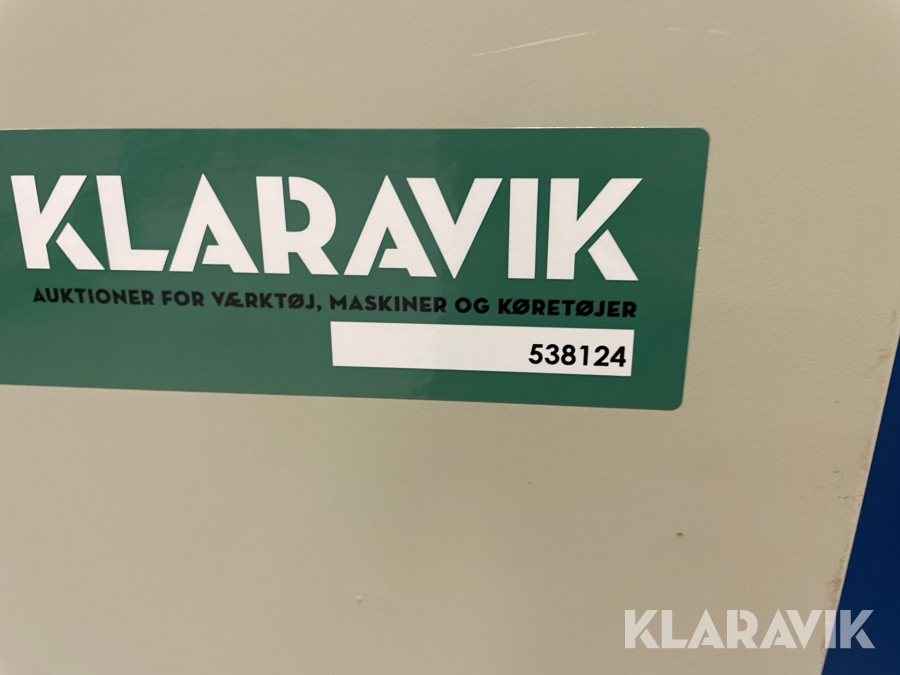 KLARAVIK
AUKTIONER FOR VÆRKTØJ, MASKINER OG KØRETØJER
538124
KLARAVIK